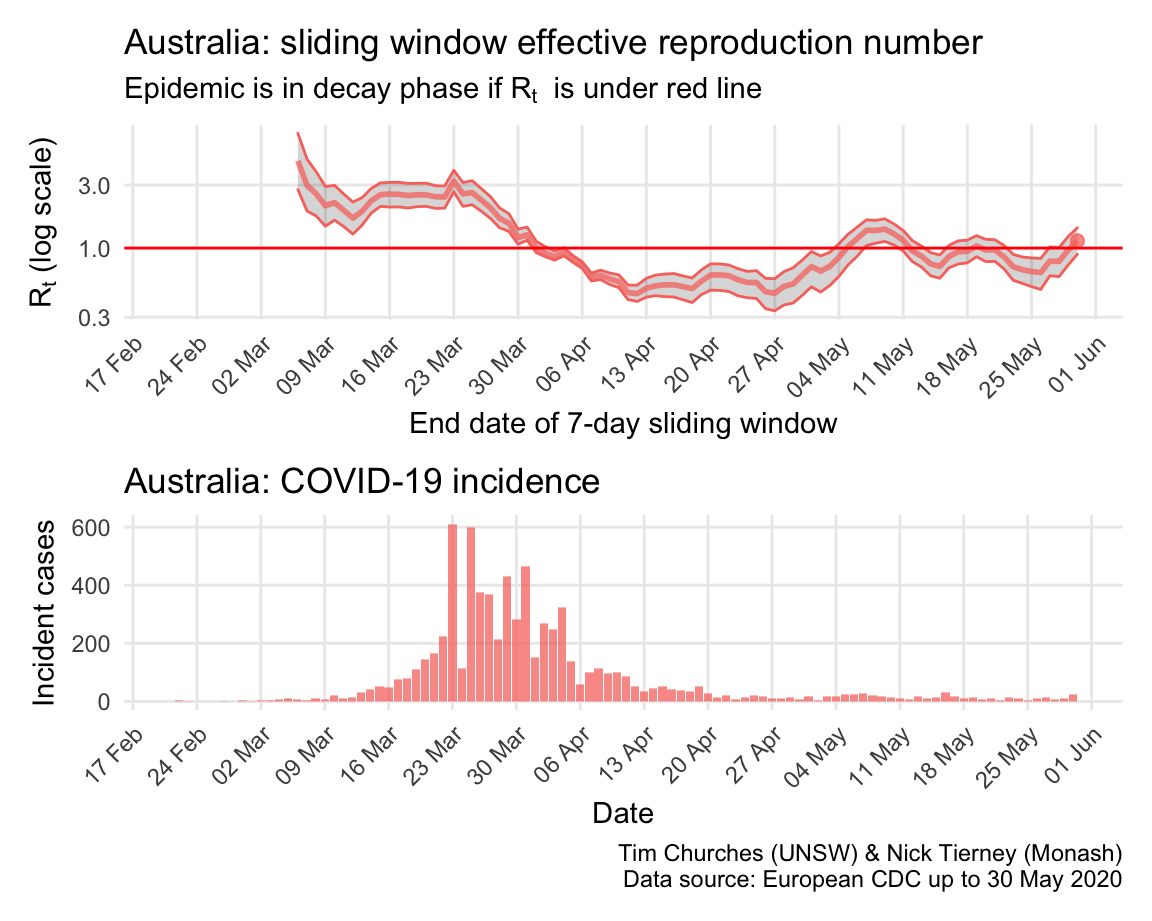 Australia: sliding window effective reproduction number
Epidemic is in decay phase if Rt is under red line
Rt (log scale)
3.0
1.0
0.3
17 Feb
24 Feb
02 Mar
09 Mar
16 Mar
23 Mar
30 Mar
06 Apr
13 Apr
20 Apr
27 Apr
04 May
11 May
18 May
25 May
01 Jun
End date of 7-day sliding window
Australia: COVID-19 incidence
Incident cases
600
400
200
0
17 Feb
24 Feb
02 Mar
09 Mar
16 Mar
23 Mar
30 Mar
06 Apr
13 Apr
20 Apr
27 Apr
04 May
11 May
18 May
25 May
01 Jun
Date
Tim Churches (UNSW) & Nick Tierney (Monash)
Data source: European CDC up to 30 May 2020